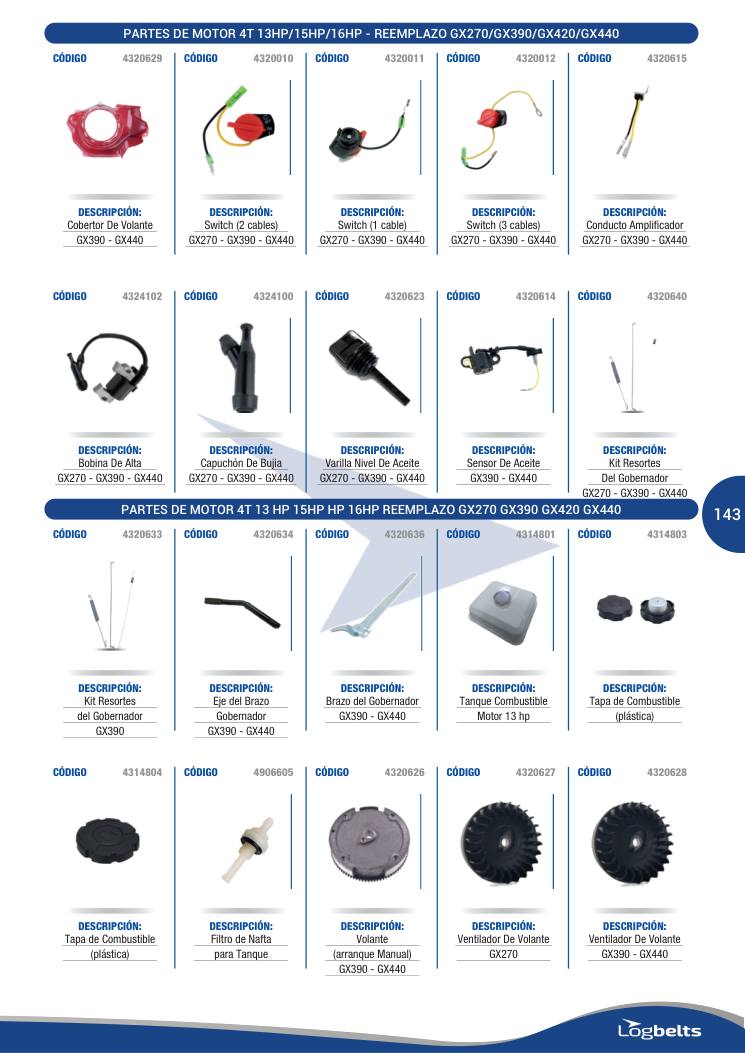 PARTES DE MOTOR 4T 13HP/15HP/16HP - REEMPLAZO GX270/GX390/GX420/GX440
CÓDIGO 4320629
CÓDIGO 4320010
CÓDIGO 4320011
CÓDIGO 4320012
CÓDIGO 4320615
DESCRIPCIÓN:
Cobertor De Volante
GX390 - GX440
DESCRIPCIÓN:
Switch (2 cables)
GX270 - GX390 - GX440
DESCRIPCIÓN:
Switch (1 cable)
GX270 - GX390 - GX440
DESCRIPCIÓN:
Switch (3 cables)
GX270 - GX390 - GX440
DESCRIPCIÓN:
Conducto Amplificador
GX270 - GX390 - GX440
CÓDIGO 4324102
CÓDIGO 4324100
CÓDIGO 4320623
CÓDIGO 4320614
CÓDIGO 4320640
DESCRIPCIÓN:
Bobina De Alta
GX270 - GX390 - GX440
DESCRIPCIÓN:
Capuchón De Bujia
GX270 - GX390 - GX440
DESCRIPCIÓN:
Varilla Nivel De Aceite
GX270 - GX390 - GX440
DESCRIPCIÓN:
Sensor De Aceite
GX390 - GX440
DESCRIPCIÓN:
Kit Resortes
Del Gobernador
GX270 - GX390 - GX440
PARTES DE MOTOR 4T 13 HP 15HP HP 16HP REEMPLAZO GX270 GX390 GX420 GX440
143
CÓDIGO 4320633
CÓDIGO 4320634
CÓDIGO 4320636
CÓDIGO 4314801
CÓDIGO 4314803
DESCRIPCIÓN:
Kit Resortes
del Gobernador
GX390
DESCRIPCIÓN:
Eje del Brazo
Gobernador
GX390 - GX440
DESCRIPCIÓN:
Brazo del Gobernador
GX390 - GX440
DESCRIPCIÓN:
Tanque Combustible
Motor 13 hp
DESCRIPCIÓN:
Tapa de Combustible
(plástica)
CÓDIGO 4314804
CÓDIGO 4906605
CÓDIGO 4320626
CÓDIGO 4320627
CÓDIGO 4320628
DESCRIPCIÓN:
Tapa de Combustible
(plástica)
DESCRIPCIÓN:
Filtro de Nafta
para Tanque
DESCRIPCIÓN:
Volante
(arranque Manual)
GX390 - GX440
DESCRIPCIÓN:
Ventilador De Volante
GX270
DESCRIPCIÓN:
Ventilador De Volante
GX390 - GX440
Logbelts